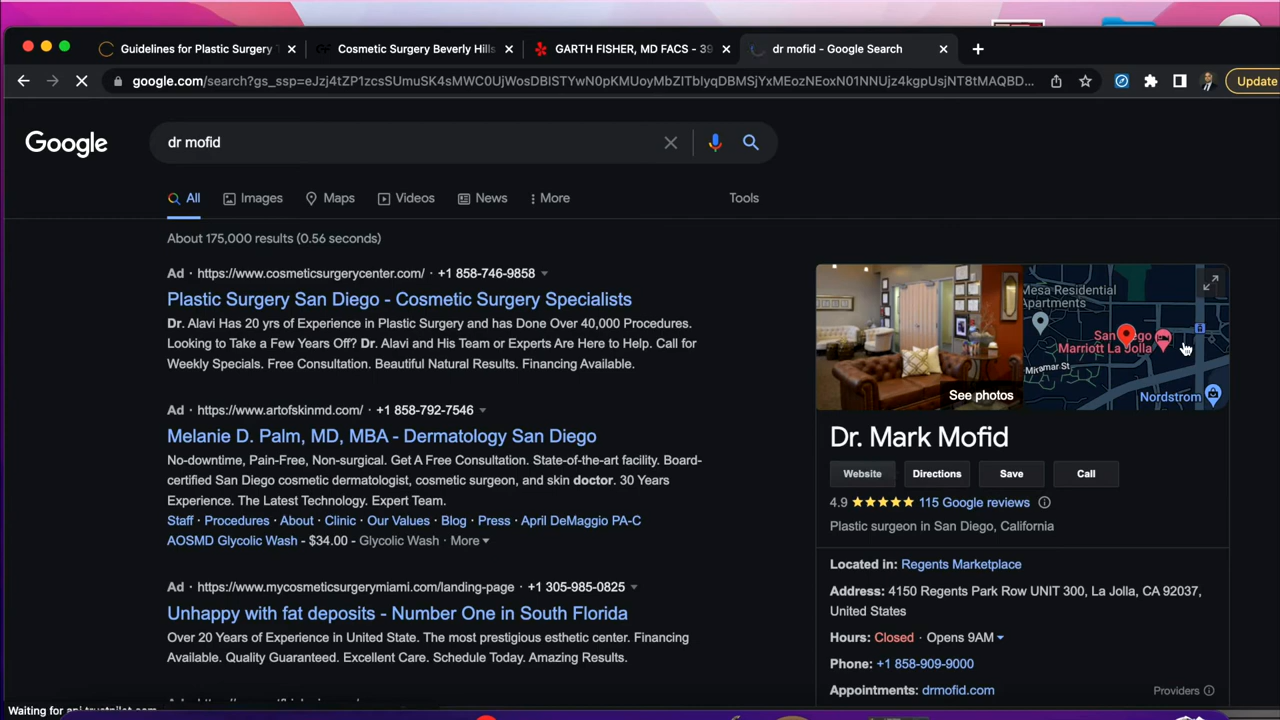 Guidelines for Plastic Surgery
Cosmetic Surgery Beverly Hills
GARTH FISHER, MD FACS - 39
dr mofid - Google Search
google.com/search?gs_ssp=eJzj4tZP1zcsSUmuSK4sMWC0UjWosDBISTYwN0pKMUoyMbZITblyqDBMSjYxMEozNEoxN01NNUjz4kgpUsjNT8tMAQBD...
Update
Google
dr mofid
All
Images
Maps
Videos
News
More
Tools
About 175,000 results (0.56 seconds)
Ad · https://www.cosmeticsurgerycenter.com/ · +1 858-746-9858
Plastic Surgery San Diego - Cosmetic Surgery Specialists
Dr. Alavi Has 20 yrs of Experience in Plastic Surgery and has Done Over 40,000 Procedures.
Looking to Take a Few Years Off? Dr. Alavi and His Team or Experts Are Here to Help. Call for
Weekly Specials. Free Consultation. Beautiful Natural Results. Financing Available.
Ad · https://www.artofskinmd.com/ · +1 858-792-7546
Melanie D. Palm, MD, MBA - Dermatology San Diego
No-downtime, Pain-Free, Non-surgical. Get A Free Consultation. State-of-the-art facility. Board-
certified San Diego cosmetic dermatologist, cosmetic surgeon, and skin doctor. 30 Years
Experience. The Latest Technology. Expert Team.
Staff · Procedures · About · Clinic · Our Values · Blog · Press · April DeMaggio PA-C
AOSMD Glycolic Wash - $34.00 - Glycolic Wash - More
Ad · https://www.mycosmeticsurgerymiami.com/landing-page · +1 305-985-0825
Unhappy with fat deposits - Number One in South Florida
Over 20 Years of Experience in United State. The most prestigious esthetic center. Financing
Available. Quality Guaranteed. Excellent Care. Schedule Today. Amazing Results.
Mesa Residential
Apartments
San Diego
Marriott La Jolla
Miramar St
Nordstrom
See photos
Dr. Mark Mofid
Website
Directions
Save
Call
4.9 ★★★★★ 115 Google reviews
Plastic surgeon in San Diego, California
Located in: Regents Marketplace
Address: 4150 Regents Park Row UNIT 300, La Jolla, CA 92037,
United States
Hours: Closed · Opens 9AM
Phone: +1 858-909-9000
Appointments: drmofid.com
Providers
Waiting for api.trustpilot.com...